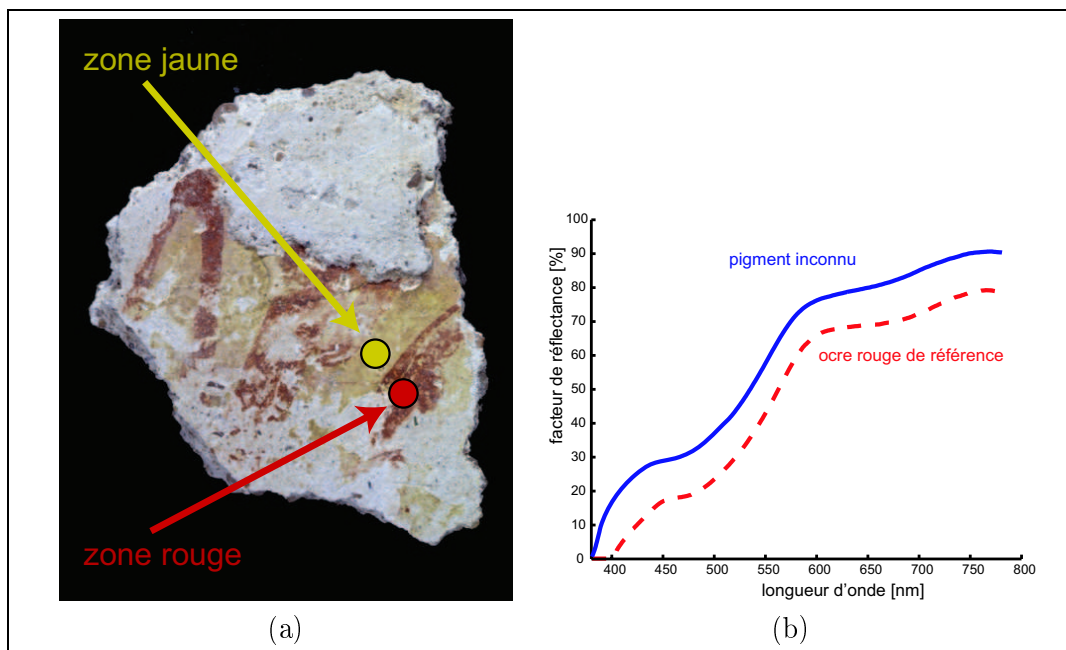 zone jaune
zone rouge
(a)
facteur de réflectance [%]
100
90
80
70
60
50
40
30
20
10
0
pigment inconnu
ocre rouge de référence
400 450 500 550 600 650 700 750 800
longueur d'onde [nm]
(b)